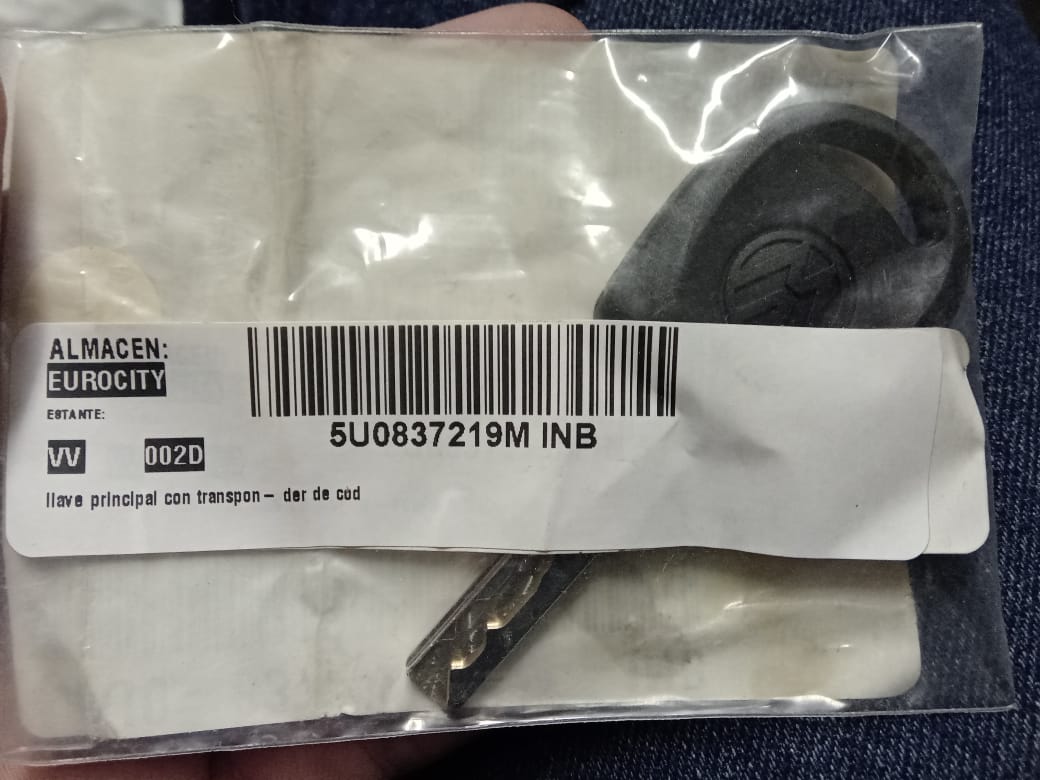 ALMACEN:
EUROCITY
ESTANTE:
VV 002D
5U0837219M INB
llave principal con transpon- der de cod